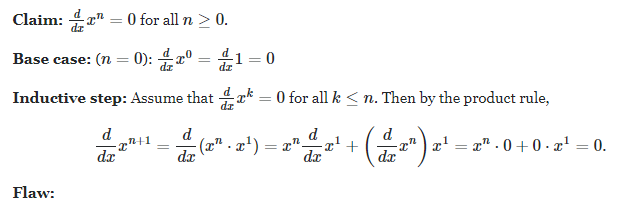 Claim: $\frac{d}{dx}x^n = 0$ for all $n \geq 0$.
Base case: $(n = 0)$: $\frac{d}{dx}x^0 = \frac{d}{dx}1 = 0$
Inductive step: Assume that $\frac{d}{dx}x^k = 0$ for all $k \leq n$. Then by the product rule,
$\frac{d}{dx}x^{n+1} = \frac{d}{dx}(x^n \cdot x^1) = x^n \frac{d}{dx}x^1 + \left(\frac{d}{dx}x^n\right)x^1 = x^n \cdot 0 + 0 \cdot x^1 = 0.$
Flaw: